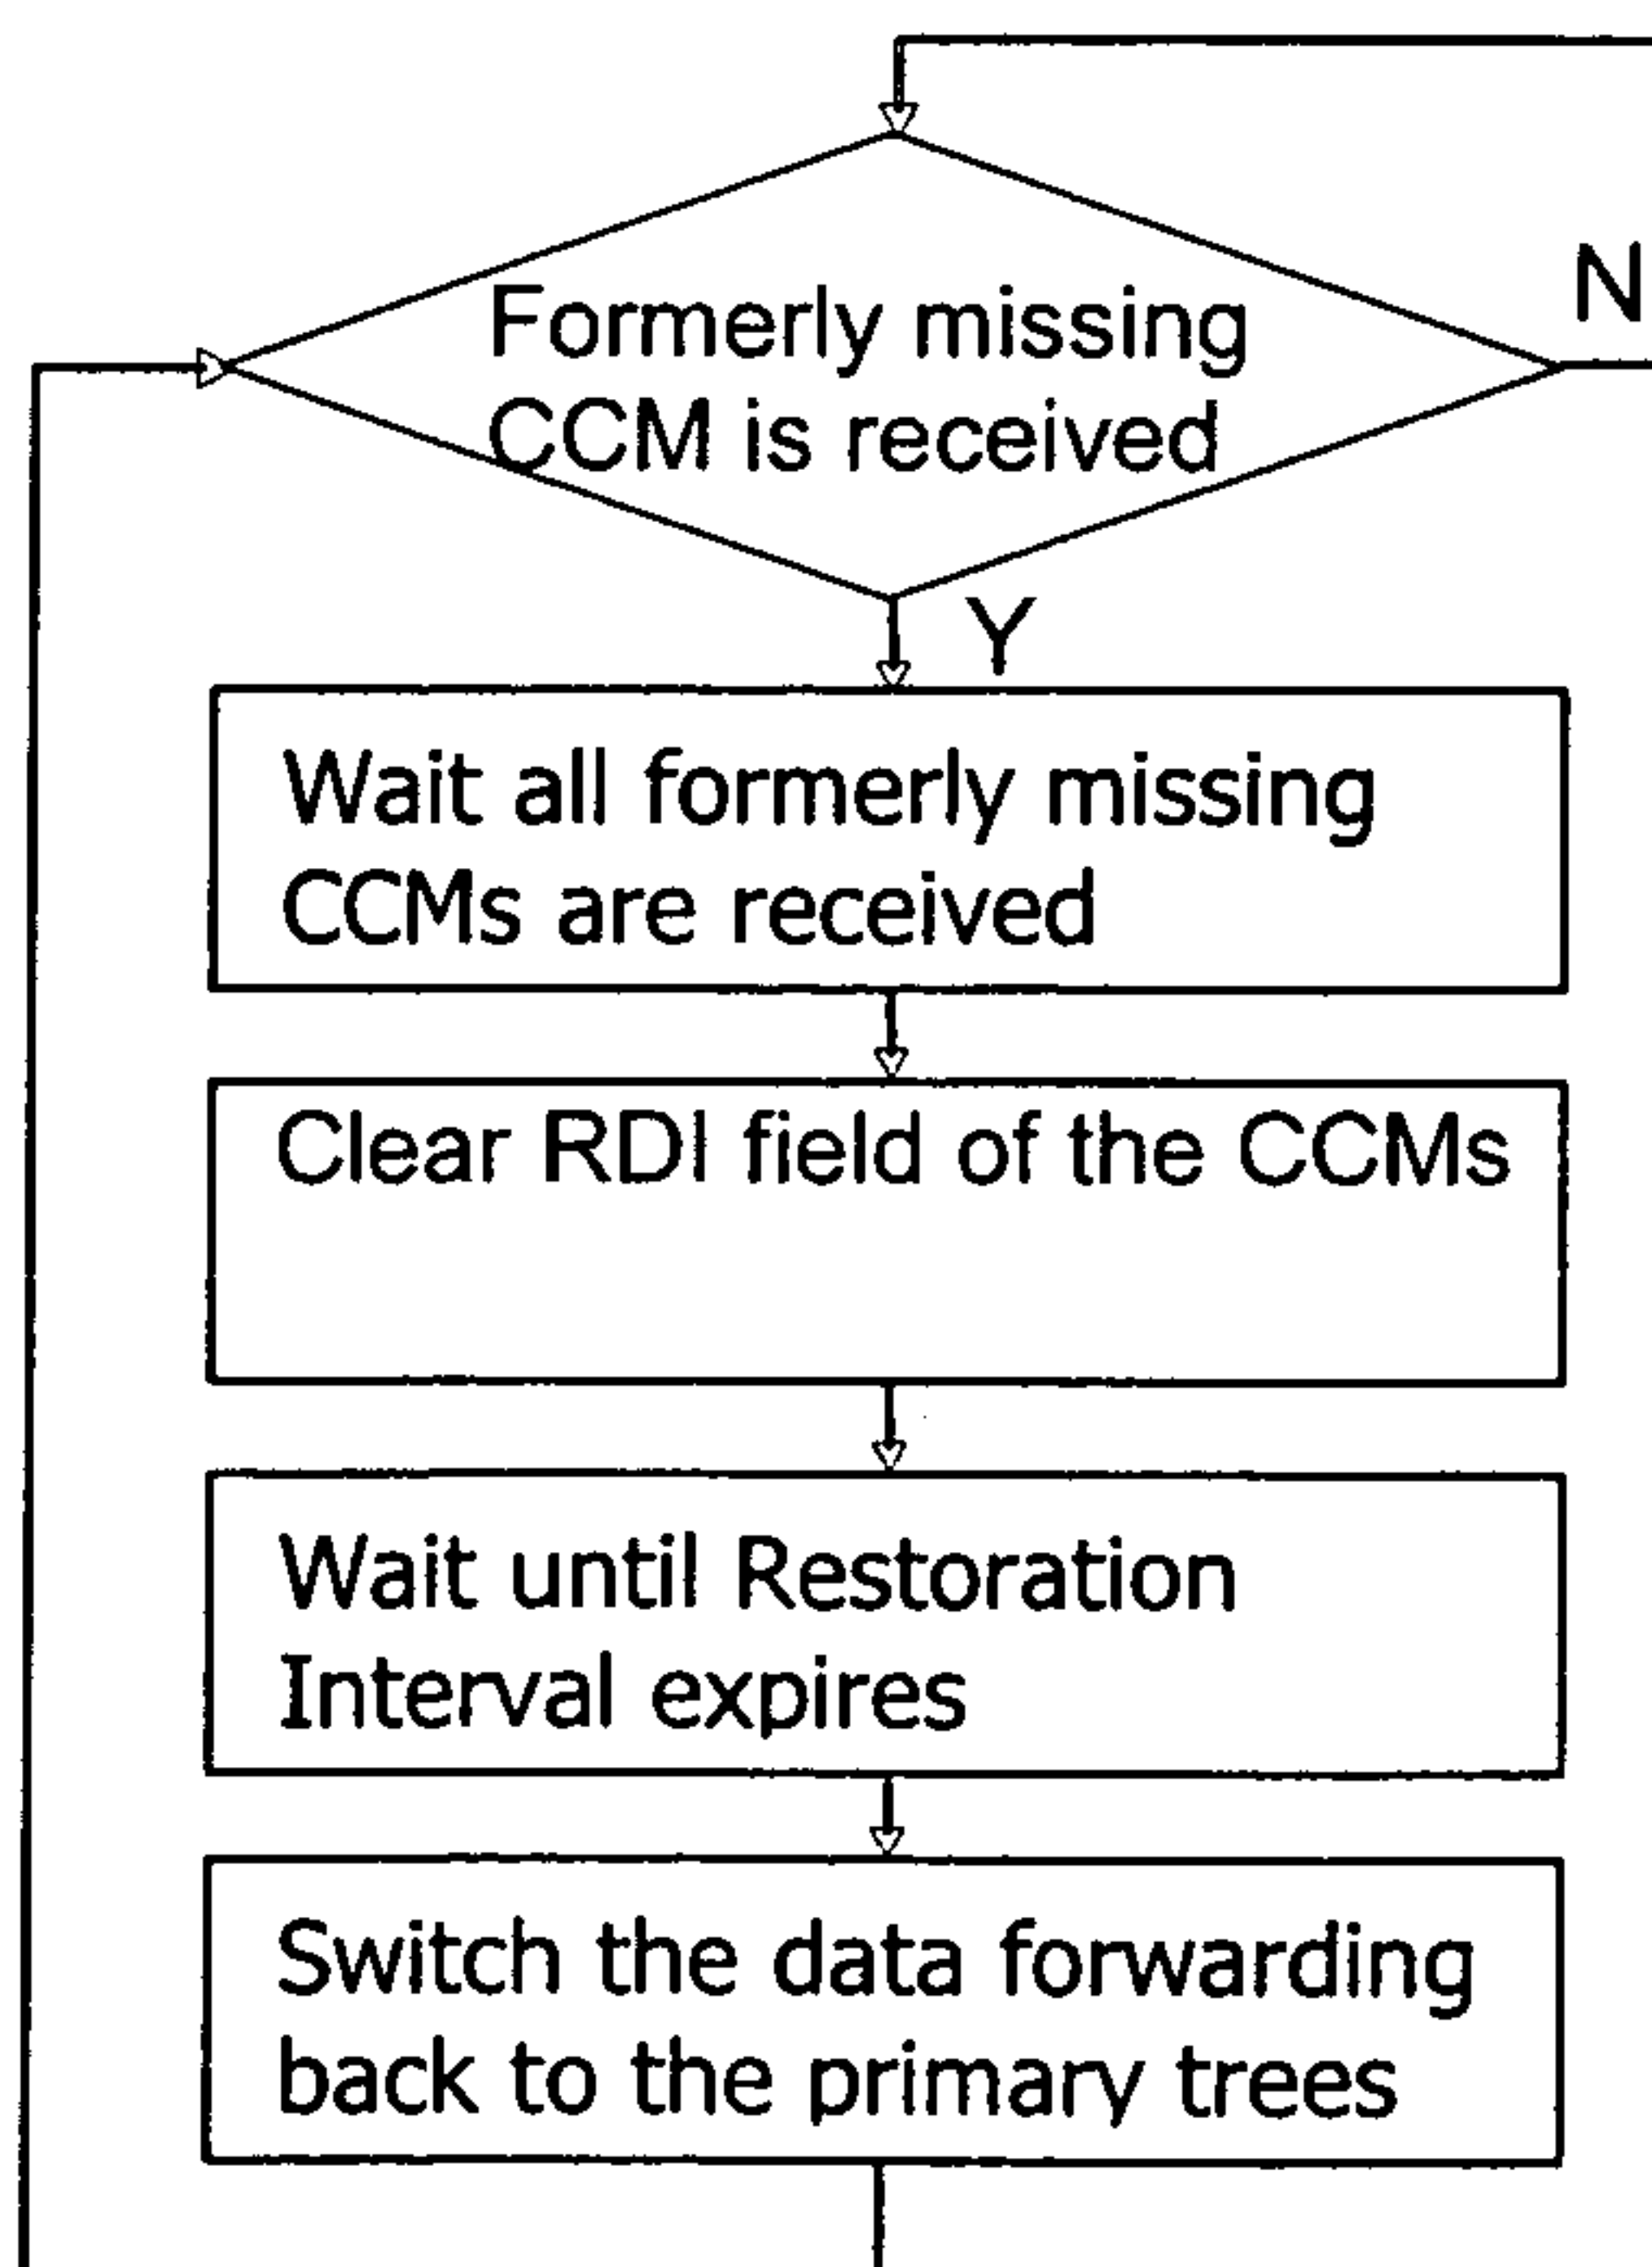 Formerly missing
N
CCM is received
Y
Wait all formerly missing
CCMs are received
Clear RDI field of the CCMs
Wait until Restoration
Interval expires
Switch the data forwarding
back to the primary trees